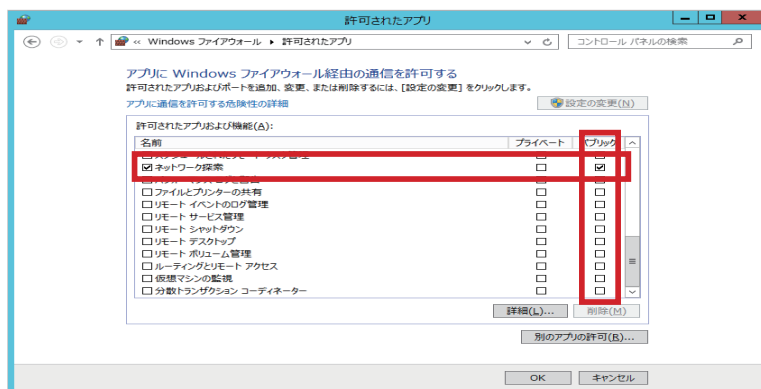 許可されたアプリ
« Windows ファイアウォール ▸ 許可されたアプリ
コントロール パネルの検索
アプリに Windows ファイアウォール経由の通信を許可する
許可されたアプリおよびポートを追加、変更、または削除するには、[設定の変更] をクリックします。
アプリに通信を許可する危険性の詳細
設定の変更(N)
許可されたアプリおよび機能(A):
名前 プライベート パブリック
ネットワーク探索
ファイルとプリンターの共有
リモート イベントのログ管理
リモート サービス管理
リモート シャットダウン
リモート デスクトップ
リモート ボリューム管理
ルーティングとリモート アクセス
仮想マシンの監視
分散トランザクション コーディネーター
詳細(L)... 削除(M)
別のアプリの許可(R)...
OK キャンセル